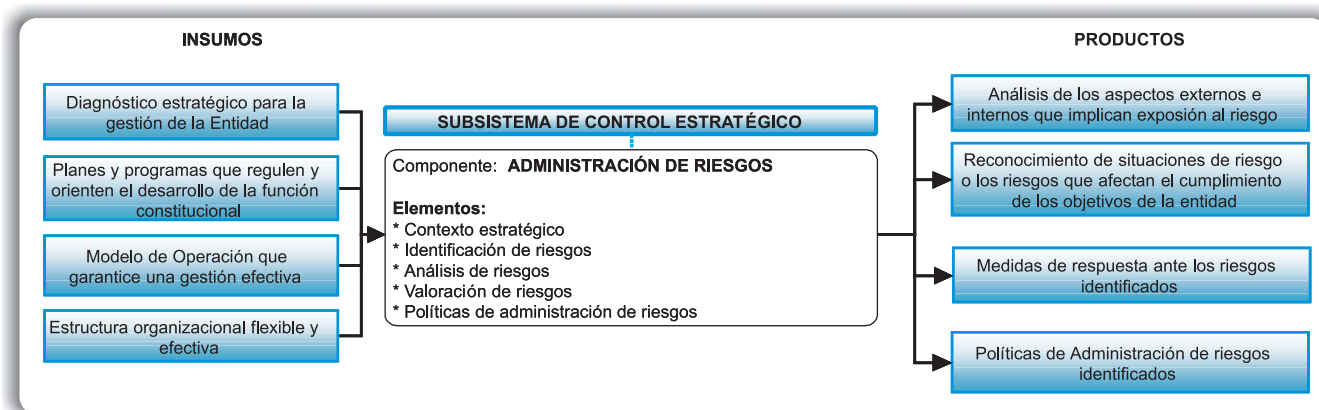 INSUMOS
Diagnóstico estratégico para la
gestión de la Entidad
Planes y programas que regulen y
orienten el desarrollo de la función
constitucional
Modelo de Operación que
garantice una gestión efectiva
Estructura organizacional flexible y
efectiva
SUBSISTEMA DE CONTROL ESTRATÉGICO
Componente: ADMINISTRACIÓN DE RIESGOS
Elementos:
* Contexto estratégico
* Identificación de riesgos
* Análisis de riesgos
* Valoración de riesgos
* Políticas de administración de riesgos
PRODUCTOS
Análisis de los aspectos externos e
internos que implican exposición al riesgo
Reconocimiento de situaciones de riesgo
o los riesgos que afectan el cumplimiento
de los objetivos de la entidad
Medidas de respuesta ante los riesgos
identificados
Políticas de Administración de riesgos
identificados